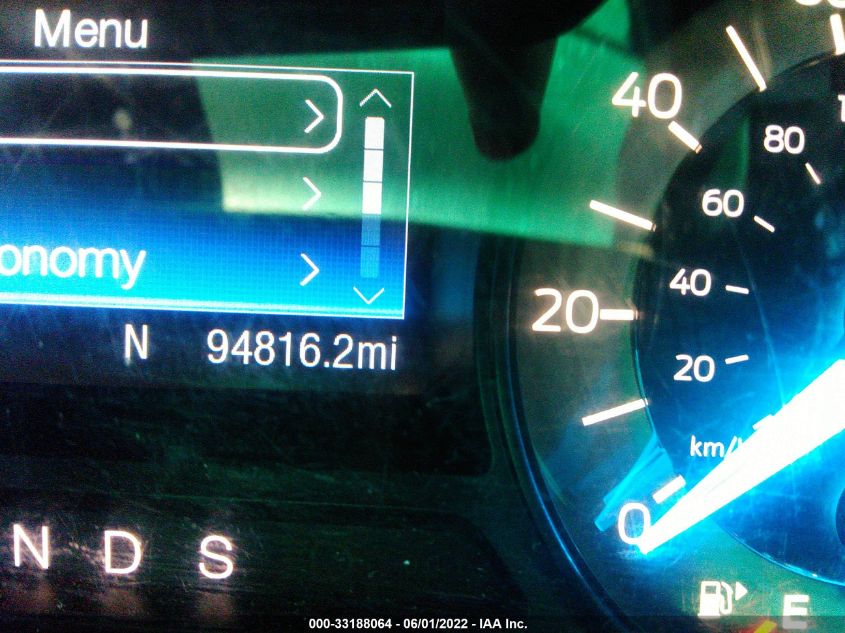 Menu
onomy
N 94816.2mi
N D S
40
20
0
80
60
40
20
km/
E
000-33188064 - 06/01/2022 - IAA Inc.